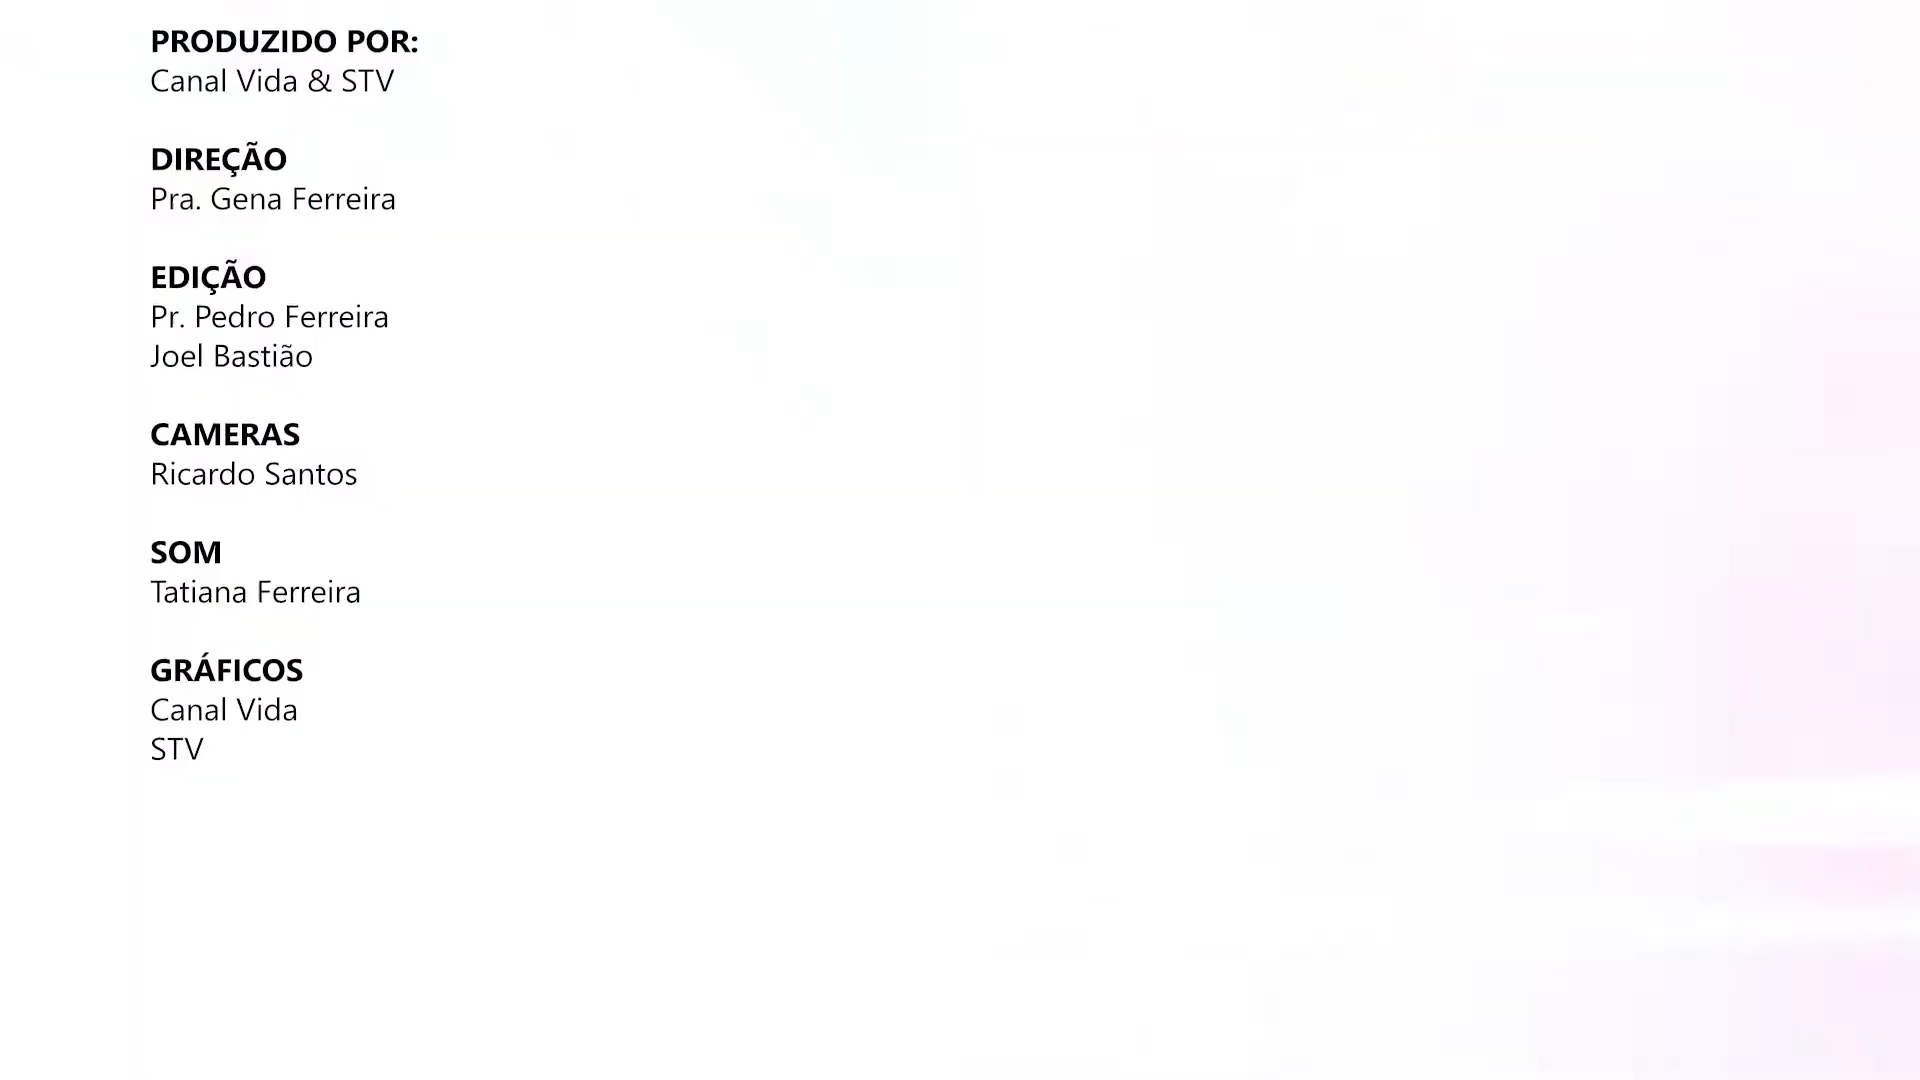 PRODUZIDO POR:
Canal Vida & STV
DIREÇÃO
Pra. Gena Ferreira
EDIÇÃO
Pr. Pedro Ferreira
Joel Bastião
CAMERAS
Ricardo Santos
SOM
Tatiana Ferreira
GRÁFICOS
Canal Vida
STV